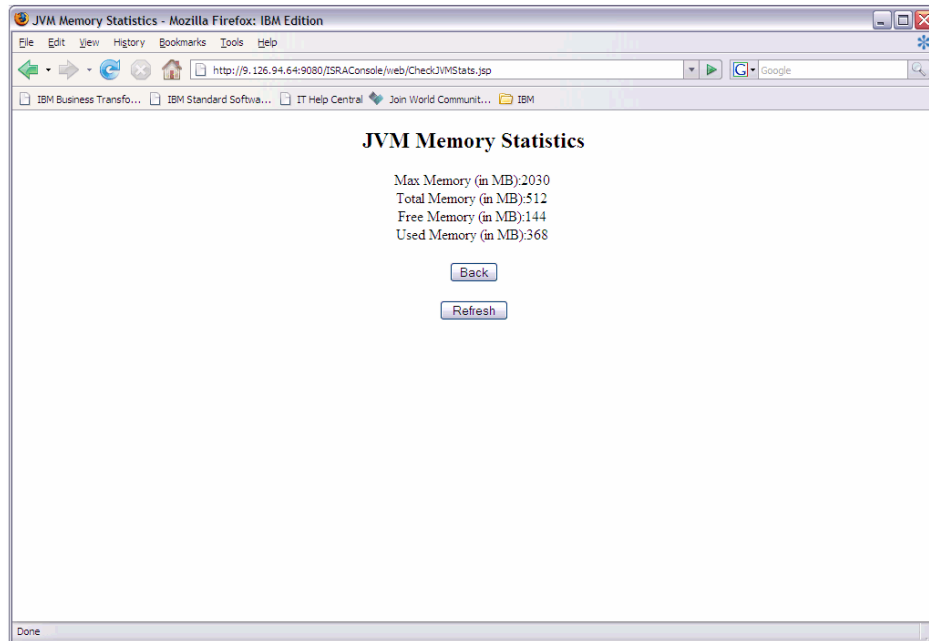 JVM Memory Statistics - Mozilla Firefox: IBM Edition
File Edit View History Bookmarks Tools Help
http://9.126.94.64:9080/ISRAConsole/web/CheckJVMStats.jsp G Google
IBM Business Transfo... IBM Standard Softwa... IT Help Central Join World Communit... IBM
JVM Memory Statistics
Max Memory (in MB):2030
Total Memory (in MB):512
Free Memory (in MB):144
Used Memory (in MB):368
Back
Refresh
Done